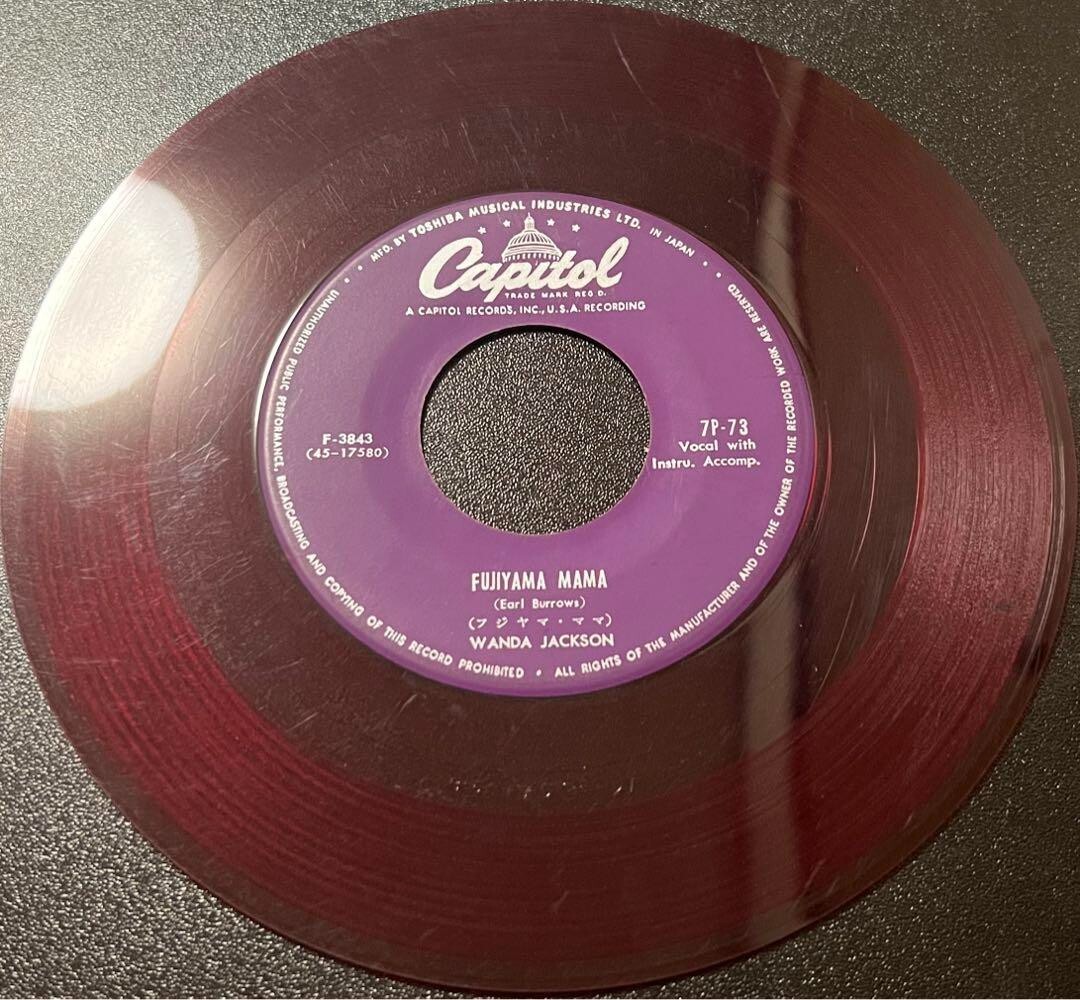 MFD. BY TOSHIBA MUSICAL INDUSTRIES LTD. IN JAPAN
Capitol
TRADE MARK REG D.
A CAPITOL RECORDS, INC., U.S.A. RECORDING
F-3843
(45-17580)
7P-73
Vocal with
Instru. Accomp.
FUJIYAMA MAMA
(Earl Burrows)
(フジヤマ・ママ)
WANDA JACKSON
UNAUTHORIZED PUBLIC PERFORMANCE, BROADCASTING AND COPYING OF THIS RECORD PROHIBITED • ALL RIGHTS OF THE MANUFACTURER AND OF THE OWNER OF THE RECORDED WORK ARE RESERVED